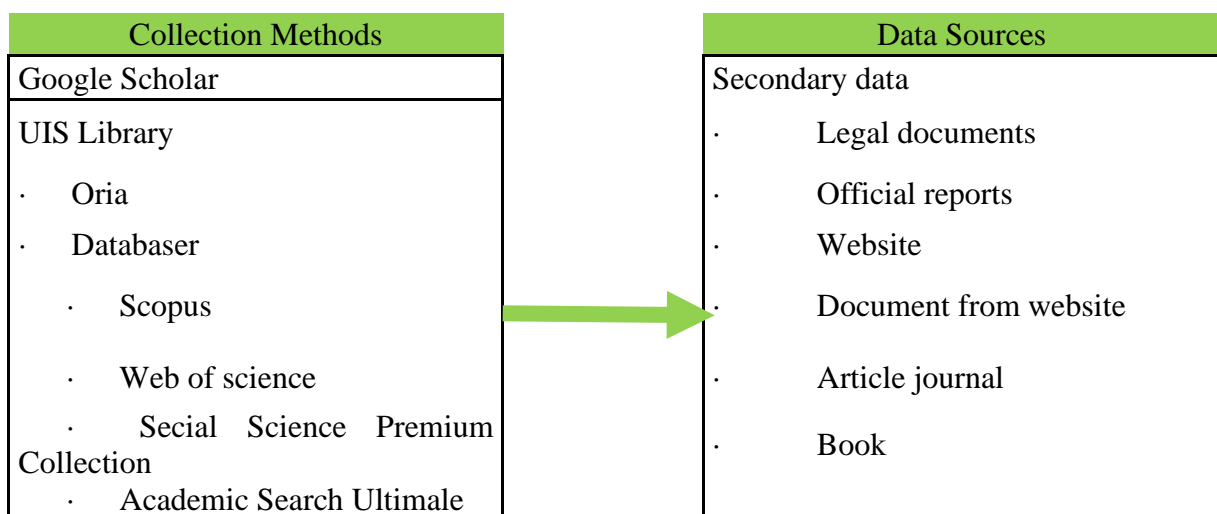 Collection Methods
Google Scholar
UIS Library
· Oria
· Databaser
· Scopus
· Web of science
· Secial Science Premium
Collection
· Academic Search Ultimale
Data Sources
Secondary data
· Legal documents
· Official reports
· Website
· Document from website
· Article journal
· Book